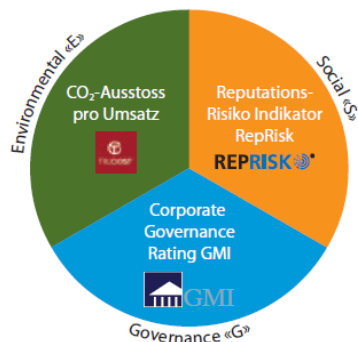 Environmental «E»
CO₂-Ausstoss
pro Umsatz
Social «S»
Reputations-
Risiko Indikator
RepRisk
REPRISK
Corporate
Governance
Rating GMI
GMI
Governance «G»